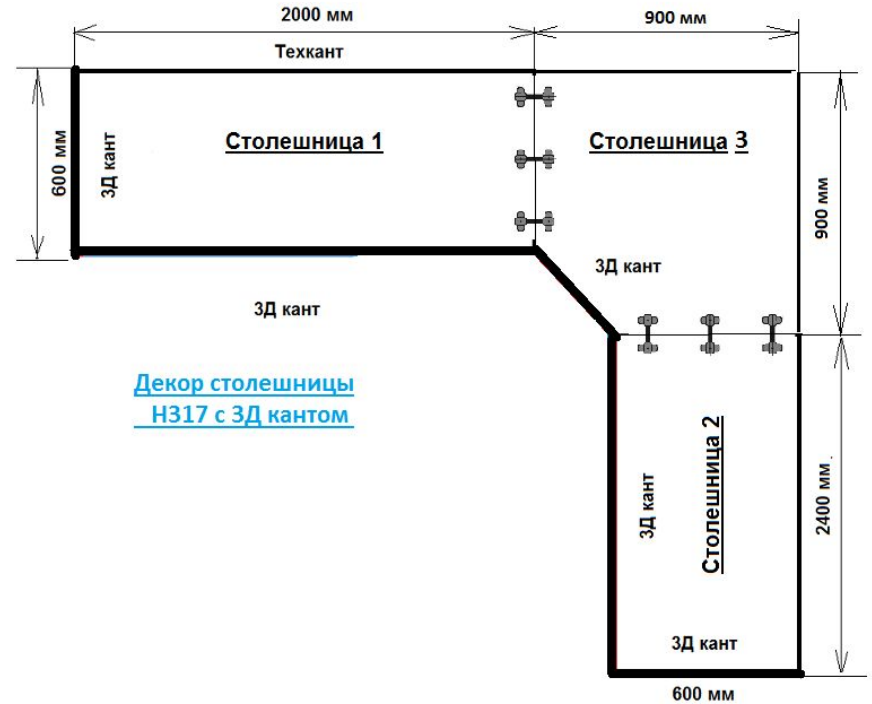 2000 мм
900 мм
Техкант
600 мм
3Д кант
Столешница 1
Столешница 3
900 мм
3Д кант
3Д кант
Декор столешницы
Н317 с 3Д кантом
3Д кант
Столешница 2
2400 мм.
3Д кант
600 мм